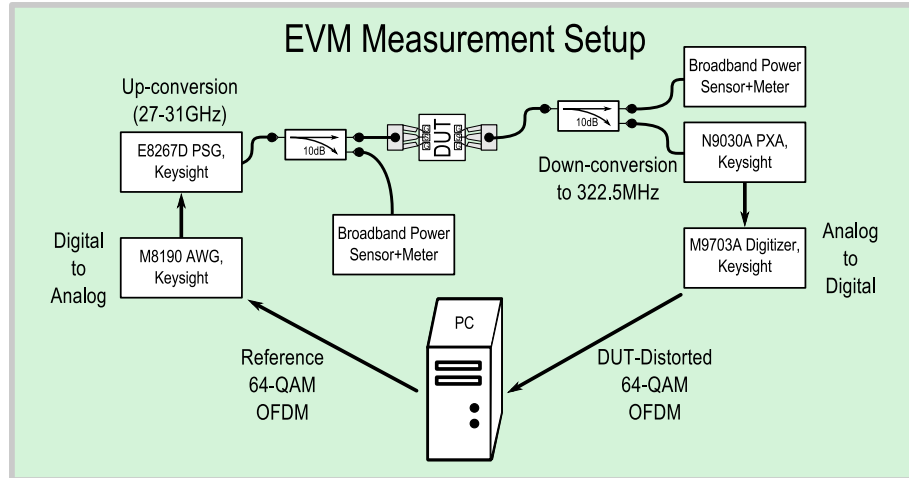 EVM Measurement Setup
Up-conversion
(27-31GHz)
E8267D PSG,
Keysight
10dB
DUT
10dB
Broadband Power
Sensor+Meter
N9030A PXA,
Keysight
Down-conversion
to 322.5MHz
Broadband Power
Sensor+Meter
Digital
to
Analog
M8190 AWG,
Keysight
M9703A Digitizer,
Keysight
Analog
to
Digital
PC
Reference
64-QAM
OFDM
DUT-Distorted
64-QAM
OFDM